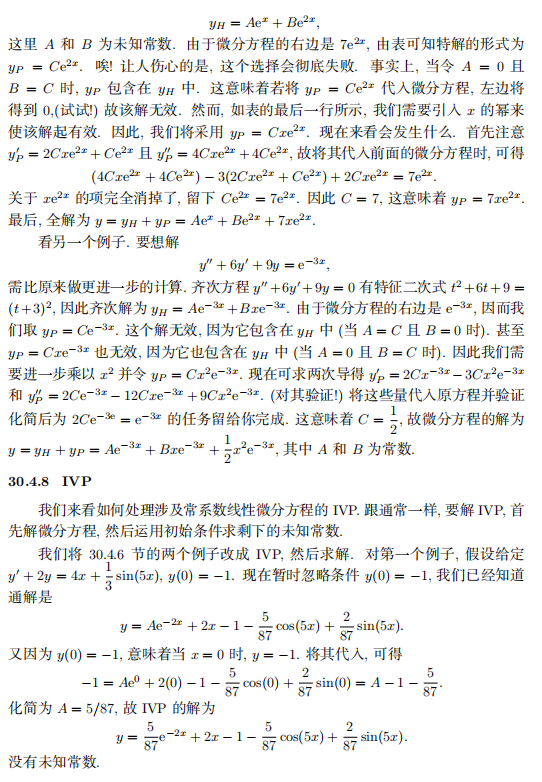 y_H = Ae^x + Be^{2x},
这里 A 和 B 为未知常数. 由于微分方程的右边是 7e^{2x}, 由表可知特解的形式为
y_P = Ce^{2x}. 唉! 让人伤心的是, 这个选择会彻底失败. 事实上, 当令 A = 0 且
B = C 时, y_P 包含在 y_H 中. 这意味着若将 y_P = Ce^{2x} 代入微分方程, 左边将
得到 0,(试试!) 故该解无效. 然而, 如表的最后一行所示, 我们需要引入 x 的幂来
使该解起有效. 因此, 我们将采用 y_P = Cxe^{2x}. 现在来看会发生什么. 首先注意
y′_P = 2Cxe^{2x} + Ce^{2x} 且 y″_P = 4Cxe^{2x} + 4Ce^{2x}, 故将其代入前面的微分方程时, 可得
(4Cxe^{2x} + 4Ce^{2x}) − 3(2Cxe^{2x} + Ce^{2x}) + 2Cxe^{2x} = 7e^{2x}.
关于 xe^{2x} 的项完全消掉了, 留下 Ce^{2x} = 7e^{2x}. 因此 C = 7, 这意味着 y_P = 7xe^{2x}.
最后, 全解为 y = y_H + y_P = Ae^x + Be^{2x} + 7xe^{2x}.
看另一个例子. 要想解
y″ + 6y′ + 9y = e^{−3x},
需比原来做更进一步的计算. 齐次方程 y″+6y′+9y = 0 有特征二次式 t^2+6t+9 =
(t+3)^2, 因此齐次解为 y_H = Ae^{−3x}+Bxe^{−3x}. 由于微分方程的右边是 e^{−3x}, 因而我
们取 y_P = Ce^{−3x}. 这个解无效, 因为它包含在 y_H 中 (当 A = C 且 B = 0 时). 甚至
y_P = Cxe^{−3x} 也无效, 因为它也包含在 y_H 中 (当 A = 0 且 B = C 时). 因此我们需
要进一步乘以 x^2 并令 y_P = Cx^2e^{−3x}. 现在可求两次导得 y′_P = 2Cx^{−3x} − 3Cx^2e^{−3x}
和 y″_P = 2Ce^{−3x} − 12Cxe^{−3x} + 9Cx^2e^{−3x}. (对其验证!) 将这些量代入原方程并验证
化简后为 2Ce^{−3e} = e^{−3x} 的任务留给你完成. 这意味着 C = 1/2, 故微分方程的解为
y = y_H + y_P = Ae^{−3x} + Bxe^{−3x} + 1/2 x^2e^{−3x}, 其中 A 和 B 为常数.
30.4.8 IVP
我们来看如何处理涉及常系数线性微分方程的 IVP. 跟通常一样, 要解 IVP, 首
先解微分方程, 然后运用初始条件求剩下的未知常数.
我们将 30.4.6 节的两个例子改成 IVP, 然后求解. 对第一个例子, 假设给定
y′ + 2y = 4x + 1/3 sin(5x), y(0) = −1. 现在暂时忽略条件 y(0) = −1, 我们已经知道
通解是
y = Ae^{−2x} + 2x − 1 − 5/87 cos(5x) + 2/87 sin(5x).
又因为 y(0) = −1, 意味着当 x = 0 时, y = −1. 将其代入, 可得
−1 = Ae^0 + 2(0) − 1 − 5/87 cos(0) + 2/87 sin(0) = A − 1 − 5/87.
化简为 A = 5/87, 故 IVP 的解为
y = 5/87 e^{−2x} + 2x − 1 − 5/87 cos(5x) + 2/87 sin(5x).
没有未知常数.